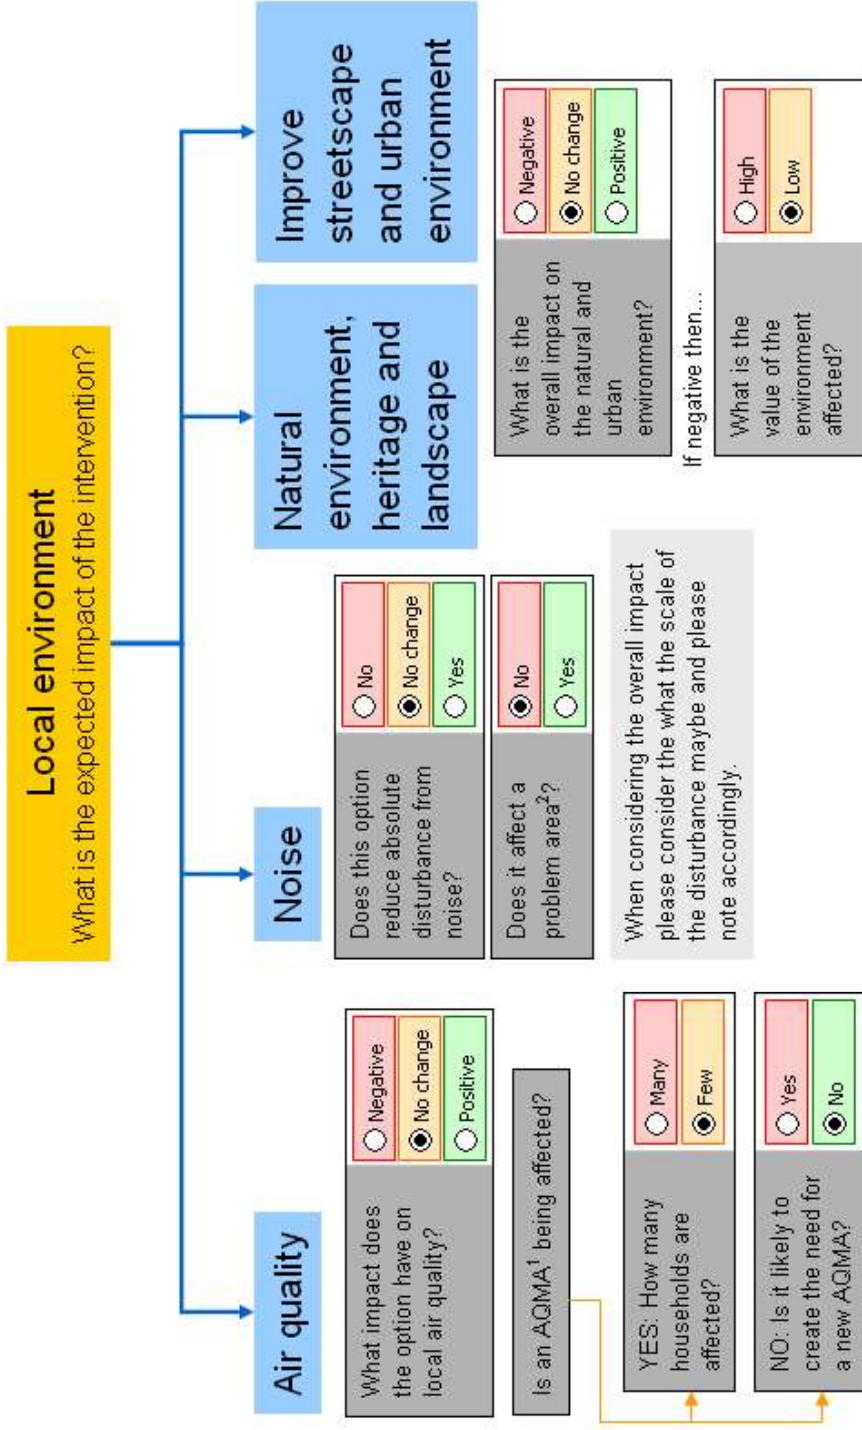 Local environment
What is the expected impact of the intervention?
Air quality
What impact does
the option have on
local air quality?
Negative
No change
Positive
Is an AQMA¹ being affected?
YES: How many
households are
affected?
Many
Few
NO: Is it likely to
create the need for
a new AQMA?
Yes
No
Noise
Does this option
reduce absolute
disturbance from
noise?
No
No change
Yes
Does it affect a
problem area²?
No
Yes
When considering the overall impact
please consider the what the scale of
the disturbance maybe and please
note accordingly.
Natural
environment,
heritage and
landscape
Improve
streetscape
and urban
environment
What is the
overall impact on
the natural and
urban
environment?
Negative
No change
Positive
If negative then...
What is the
value of the
environment
affected?
High
Low